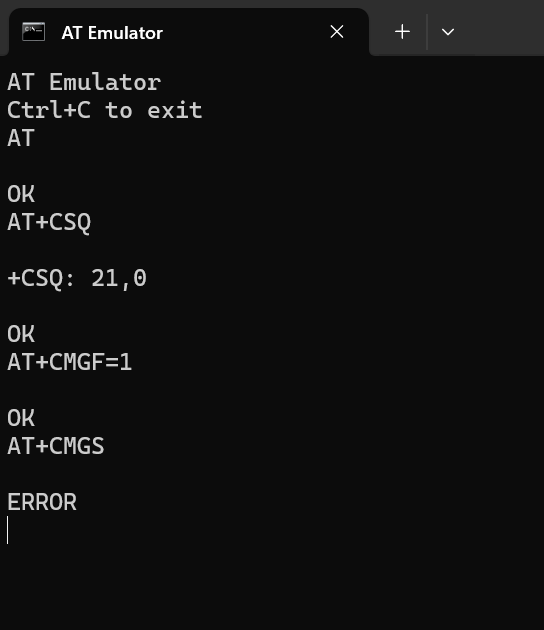 AT Emulator
AT Emulator
Ctrl+C to exit
AT
OK
AT+CSQ
+CSQ: 21,0
OK
AT+CMGF=1
OK
AT+CMGS
ERROR